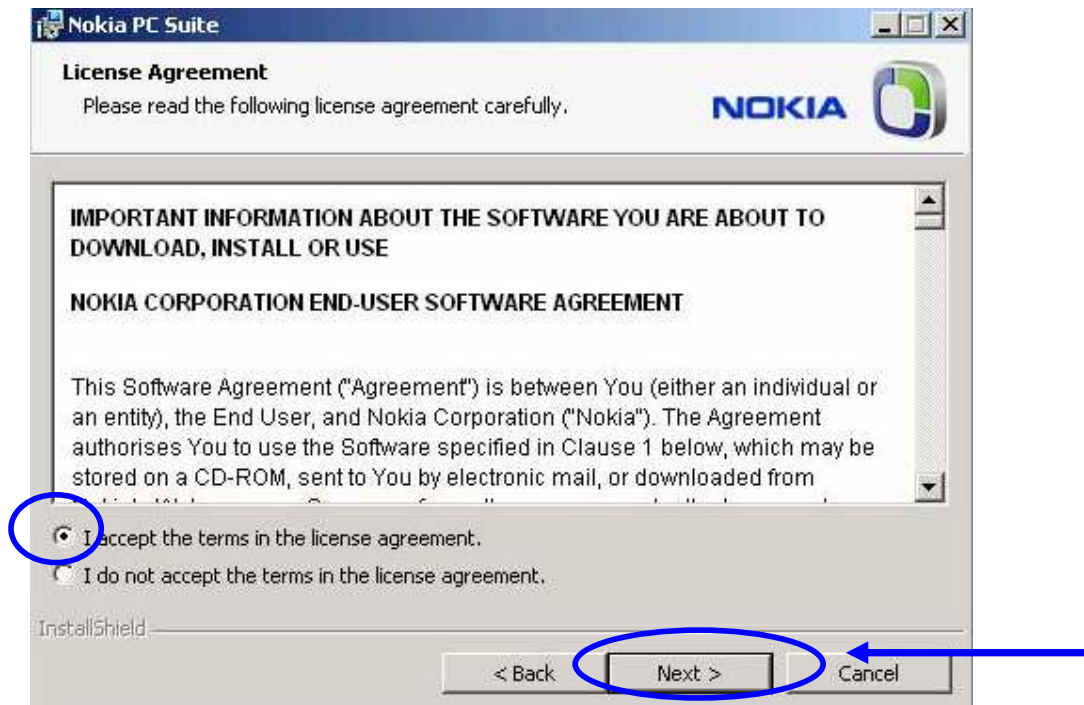 Nokia PC Suite
License Agreement
Please read the following license agreement carefully.
NOKIA
IMPORTANT INFORMATION ABOUT THE SOFTWARE YOU ARE ABOUT TO
DOWNLOAD, INSTALL OR USE
NOKIA CORPORATION END-USER SOFTWARE AGREEMENT
This Software Agreement ("Agreement") is between You (either an individual or
an entity), the End User, and Nokia Corporation ("Nokia"). The Agreement
authorises You to use the Software specified in Clause 1 below, which may be
stored on a CD-ROM, sent to You by electronic mail, or downloaded from
I accept the terms in the license agreement.
I do not accept the terms in the license agreement.
InstallShield
< Back
Next >
Cancel